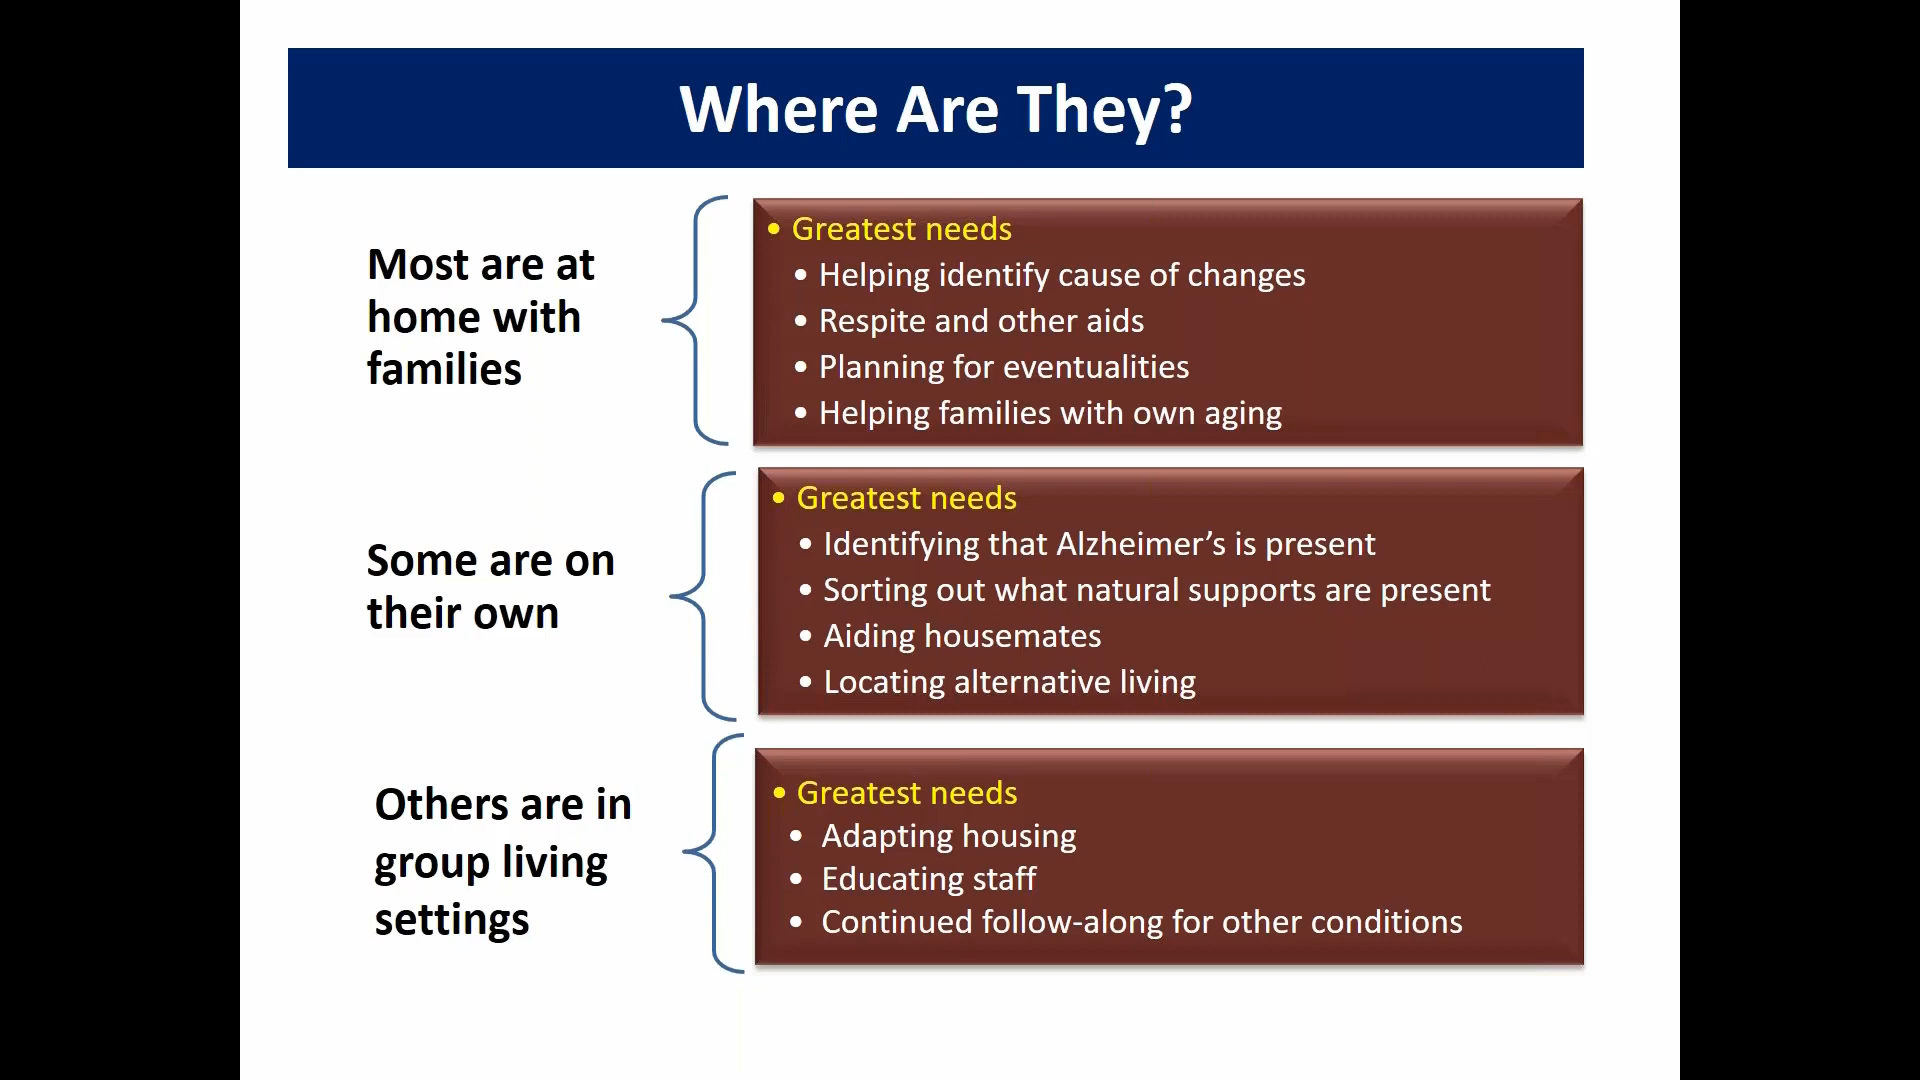 Where Are They?
Most are at
home with
families
• Greatest needs
• Helping identify cause of changes
• Respite and other aids
• Planning for eventualities
• Helping families with own aging
Some are on
their own
• Greatest needs
• Identifying that Alzheimer’s is present
• Sorting out what natural supports are present
• Aiding housemates
• Locating alternative living
Others are in
group living
settings
• Greatest needs
• Adapting housing
• Educating staff
• Continued follow-along for other conditions